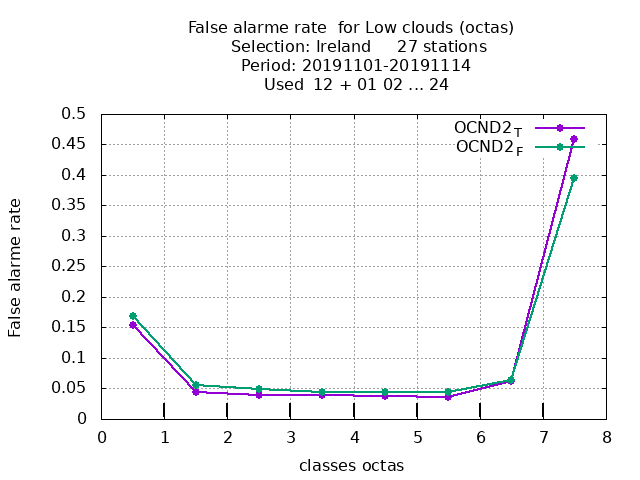 False alarme rate  for Low clouds (octas)
Selection: Ireland     27 stations
Period: 20191101-20191114
Used  12 + 01 02 ... 24
OCND2T
OCND2F
0.5
0.45
0.4
0.35
0.3
0.25
0.2
0.15
0.1
0.05
0
False alarme rate
0 1 2 3 4 5 6 7 8
classes octas